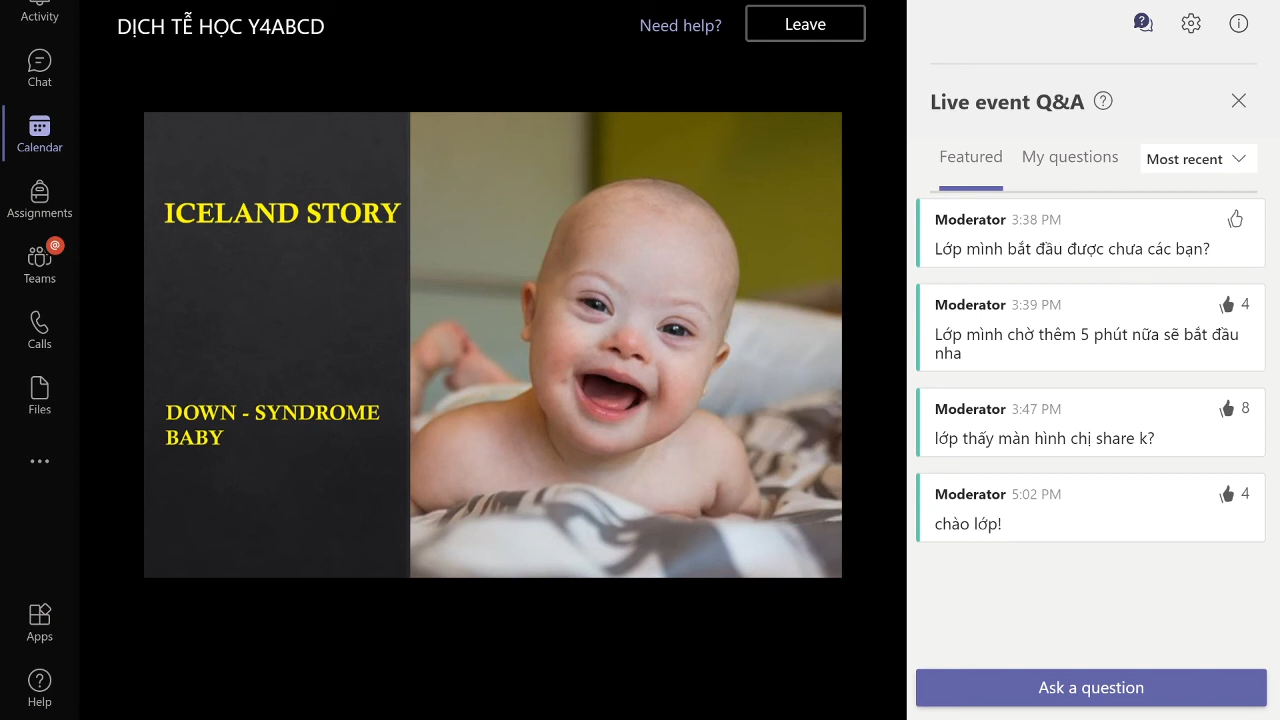 Activity
Chat
Calendar
Assignments
@
Teams
Calls
Files
Apps
Help
DỊCH TỄ HỌC Y4ABCD
Need help?
Leave
ICELAND STORY
DOWN - SYNDROME
BABY
Live event Q&A
Featured
My questions
Most recent
Moderator 3:38 PM
Lớp mình bắt đầu được chưa các bạn?
Moderator 3:39 PM 4
Lớp mình chờ thêm 5 phút nữa sẽ bắt đầu
nha
Moderator 3:47 PM 8
lớp thấy màn hình chị share k?
Moderator 5:02 PM 4
chào lớp!
Ask a question